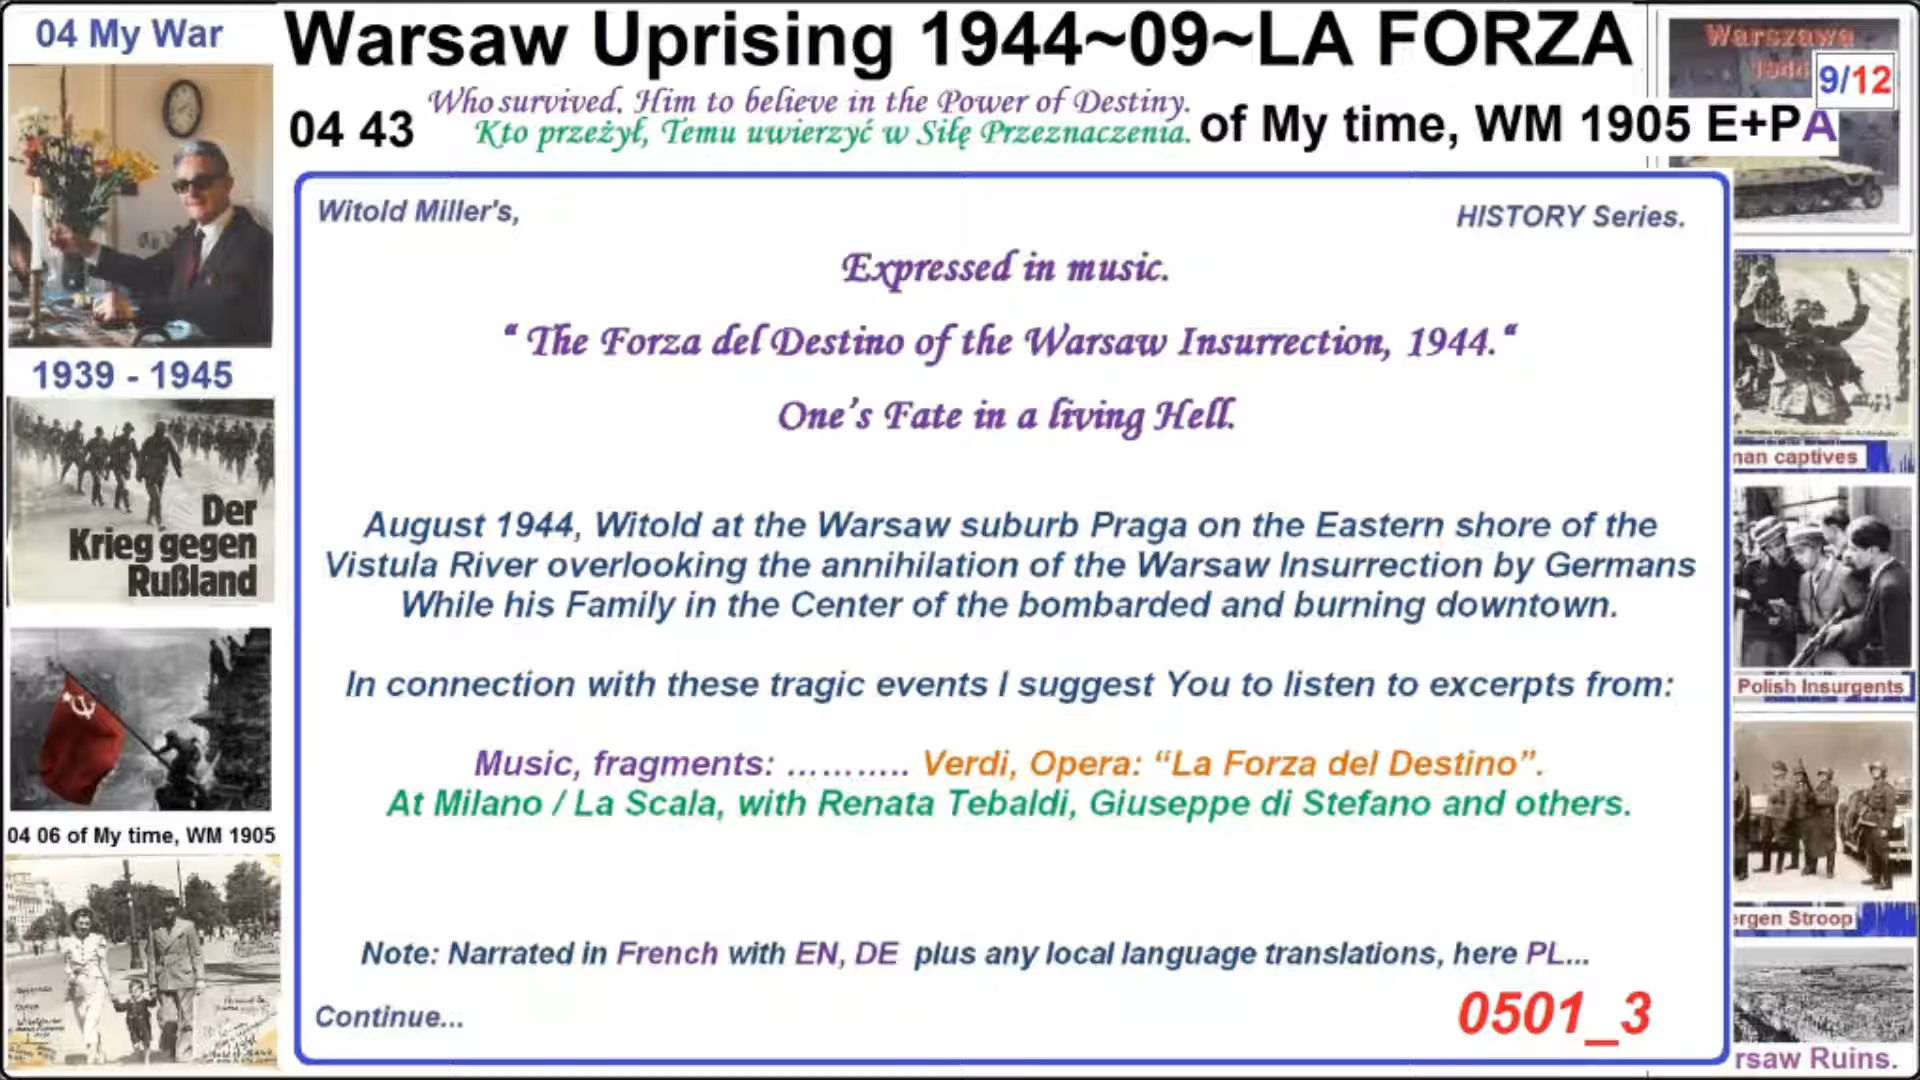 04 My War
Warsaw Uprising 1944~09~LA FORZA
Warszawa
1944
9/12
04 43
Who survived, Him to believe in the Power of Destiny.
Kto przeżył, Temu uwierzyć w Siłę Przeznaczenia.
of My time, WM 1905 E+PA
Witold Miller's,
HISTORY Series.
Expressed in music.
“ The Forza del Destino of the Warsaw Insurrection, 1944.“
One’s Fate in a living Hell.
1939 - 1945
Der
Krieg gegen
Rußland
August 1944, Witold at the Warsaw suburb Praga on the Eastern shore of the
Vistula River overlooking the annihilation of the Warsaw Insurrection by Germans
While his Family in the Center of the bombarded and burning downtown.
In connection with these tragic events I suggest You to listen to excerpts from:
Music, fragments: ……….. Verdi, Opera: “La Forza del Destino”.
At Milano / La Scala, with Renata Tebaldi, Giuseppe di Stefano and others.
04 06 of My time, WM 1905
Note: Narrated in French with EN, DE plus any local language translations, here PL...
Continue...
0501_3
man captives
Polish Insurgents
ergen Stroop
rsaw Ruins.